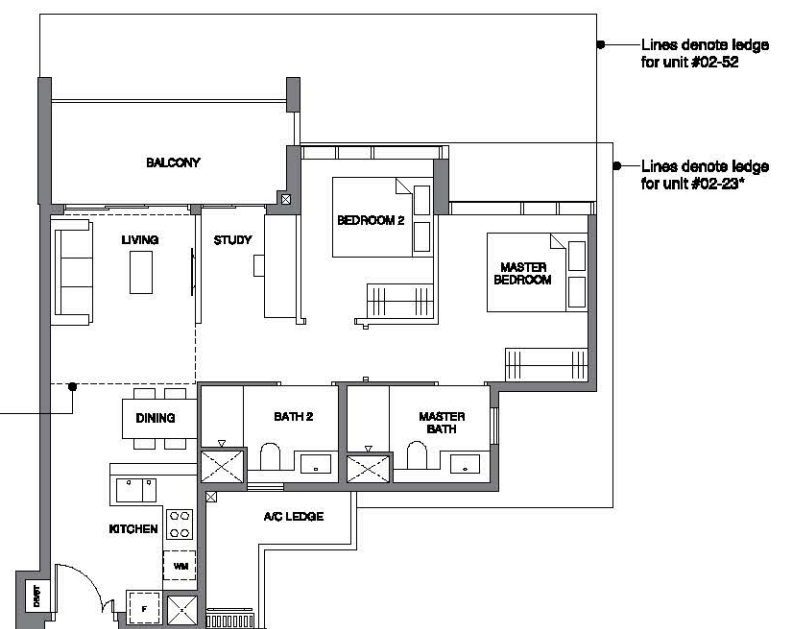 Lines denote ledge
for unit #02-52
BALCONY
Lines denote ledge
for unit #02-23*
LIVING
STUDY
BEDROOM 2
MASTER
BEDROOM
DINING
BATH 2
MASTER
BATH
KITCHEN
A/C LEDGE
WM
DB/ST
F